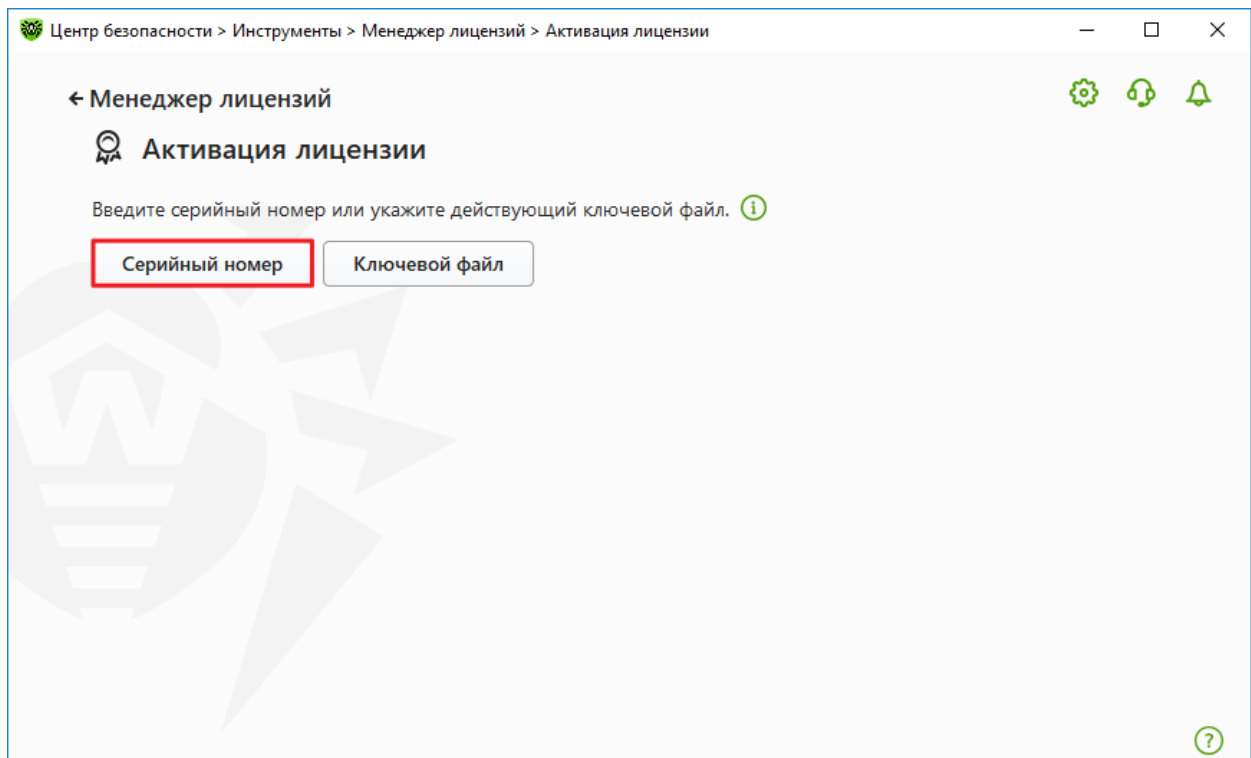 Центр безопасности > Инструменты > Менеджер лицензий > Активация лицензии
Менеджер лицензий
Активация лицензии
Введите серийный номер или укажите действующий ключевой файл.
Серийный номер Ключевой файл